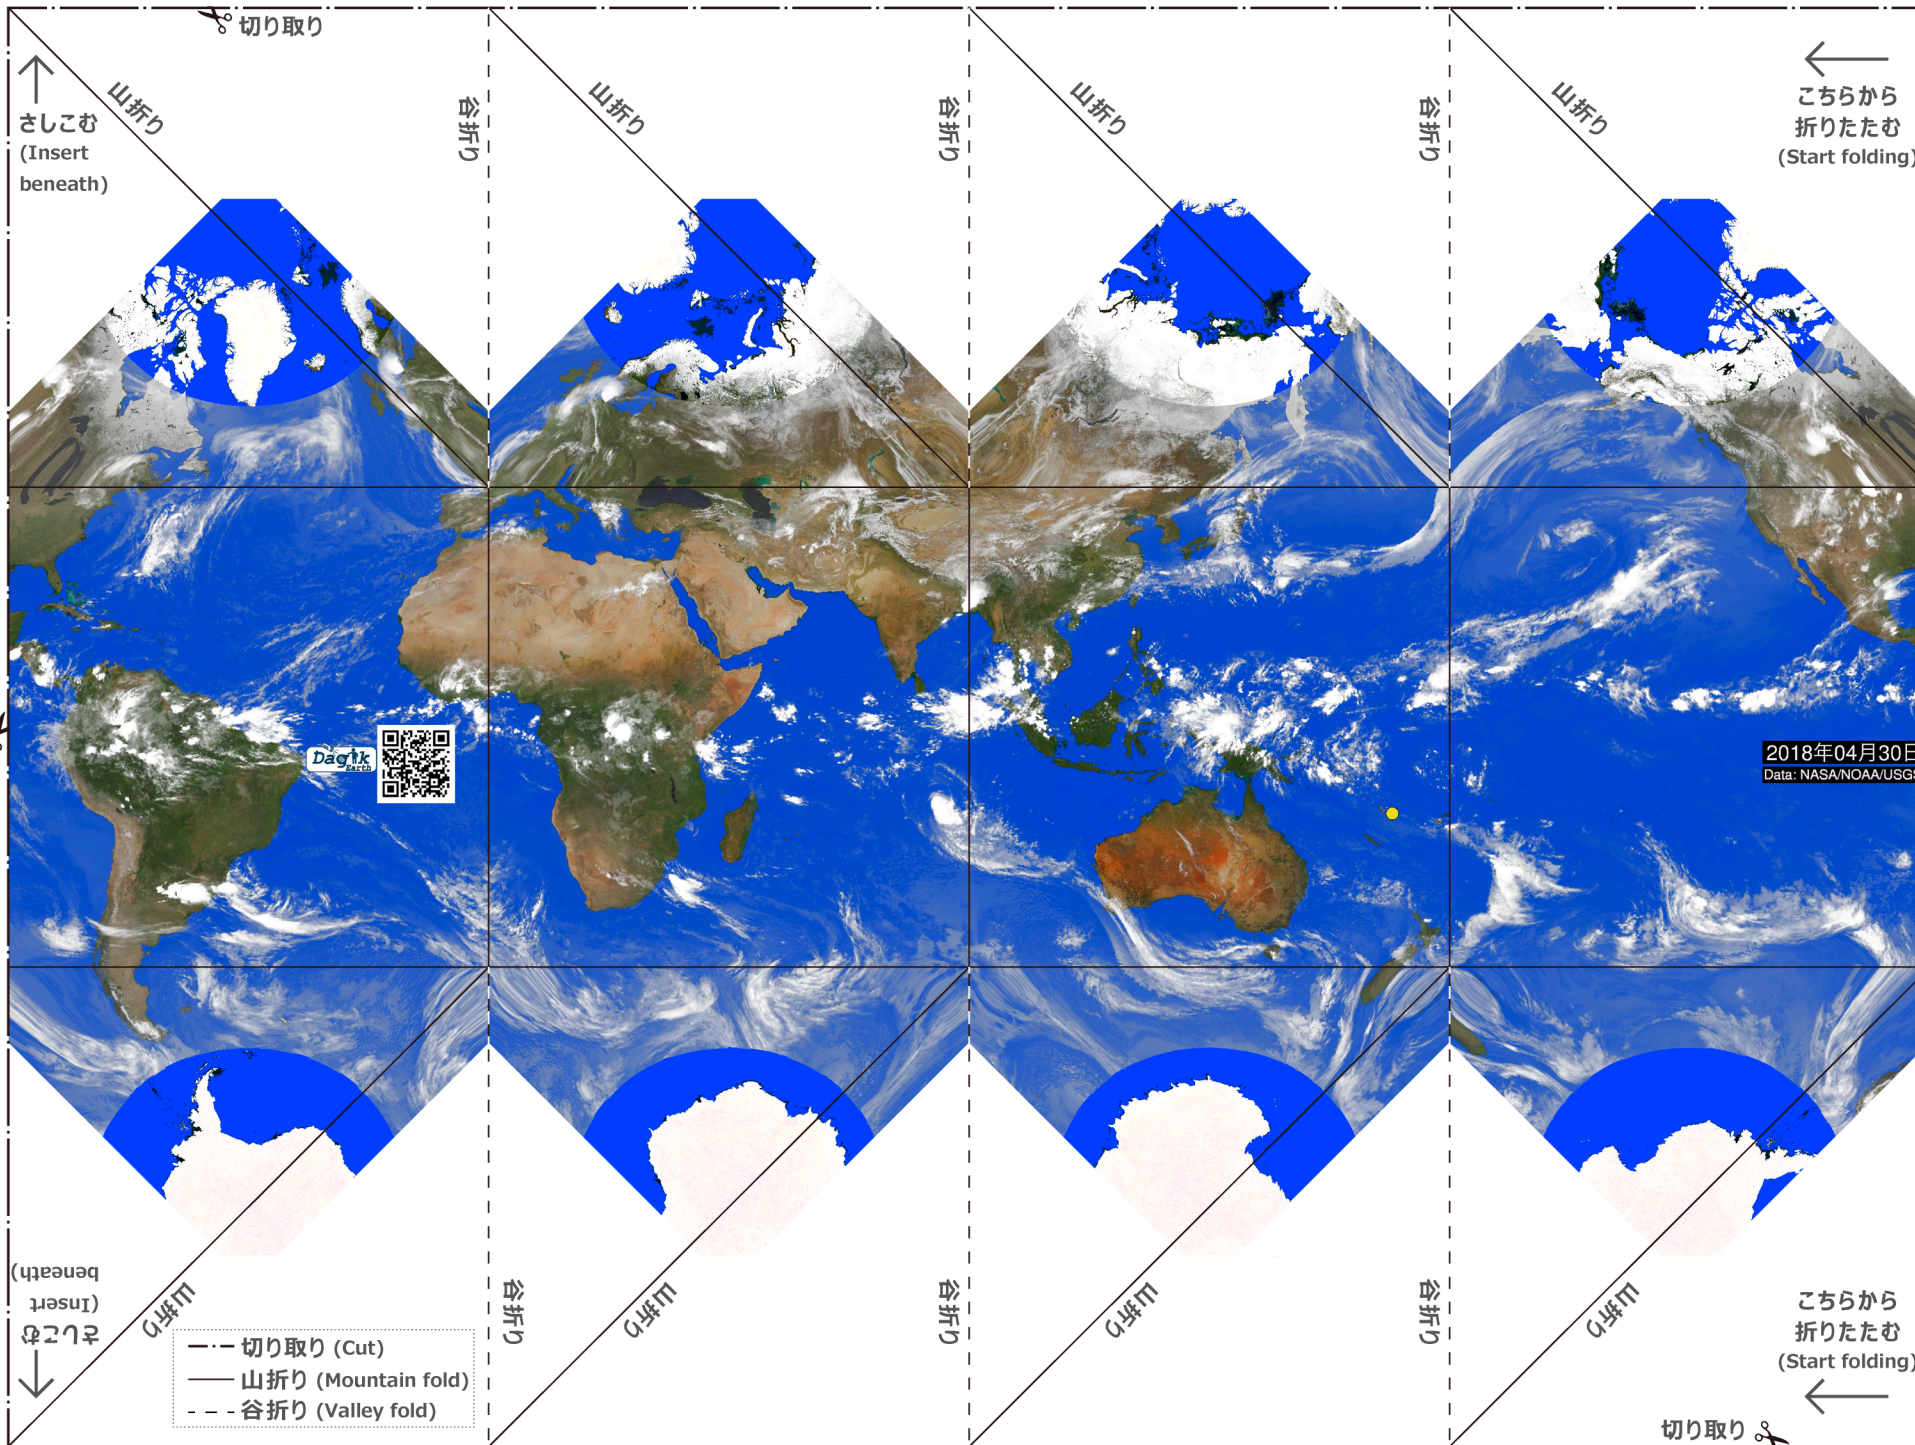 切り取り
山折り
山折り
山折り
山折り
谷折り
谷折り
谷折り
さしこむ
(Insert
beneath)
こちらから
折りたたむ
(Start folding)
Dagik
Earth
2018年04月30日
Data: NASA/NOAA/USGS
さしこむ
(Insert
beneath)
山折り
山折り
山折り
山折り
谷折り
谷折り
谷折り
こちらから
折りたたむ
(Start folding)
切り取り (Cut)
山折り (Mountain fold)
谷折り (Valley fold)
切り取り